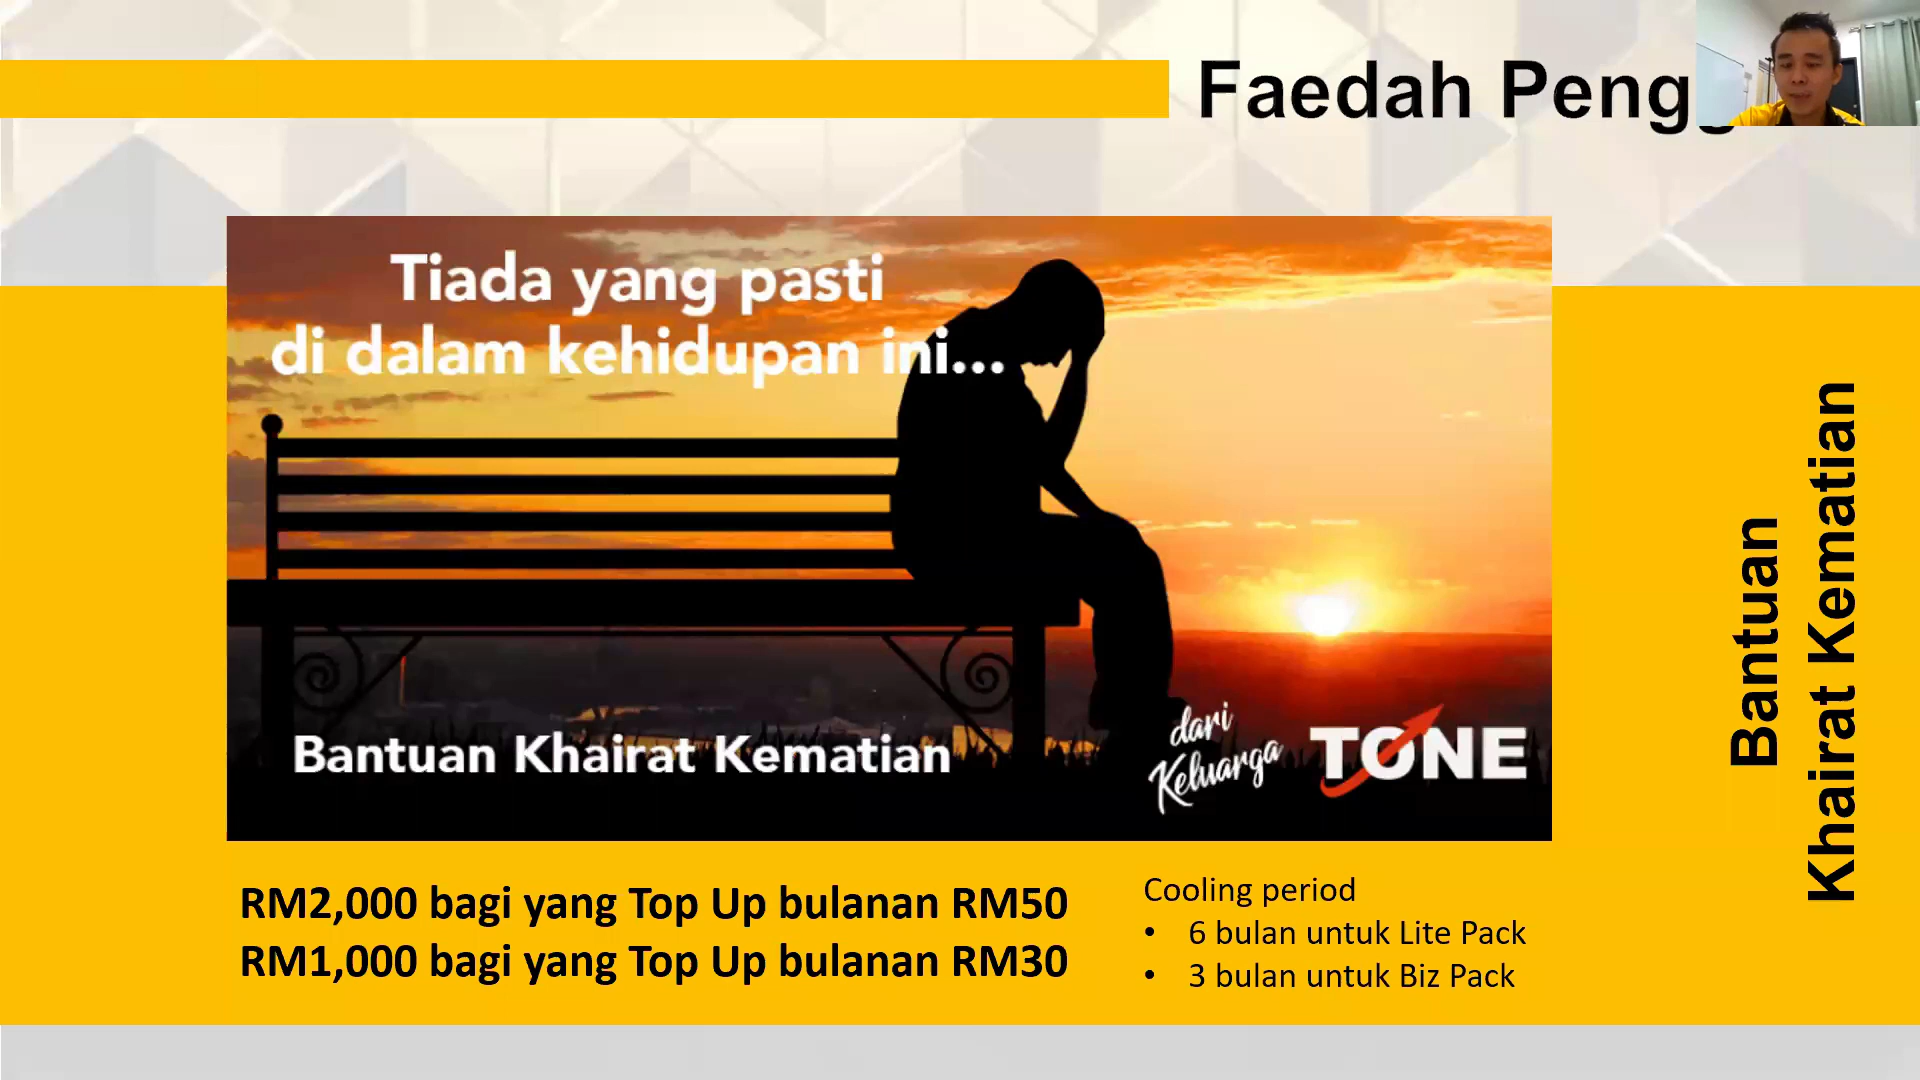 Faedah Pengg
Tiada yang pasti
di dalam kehidupan ini...
Bantuan Khairat Kematian
dari
Keluarga
TONE
Bantuan
Khairat Kematian
RM2,000 bagi yang Top Up bulanan RM50
RM1,000 bagi yang Top Up bulanan RM30
Cooling period
• 6 bulan untuk Lite Pack
• 3 bulan untuk Biz Pack